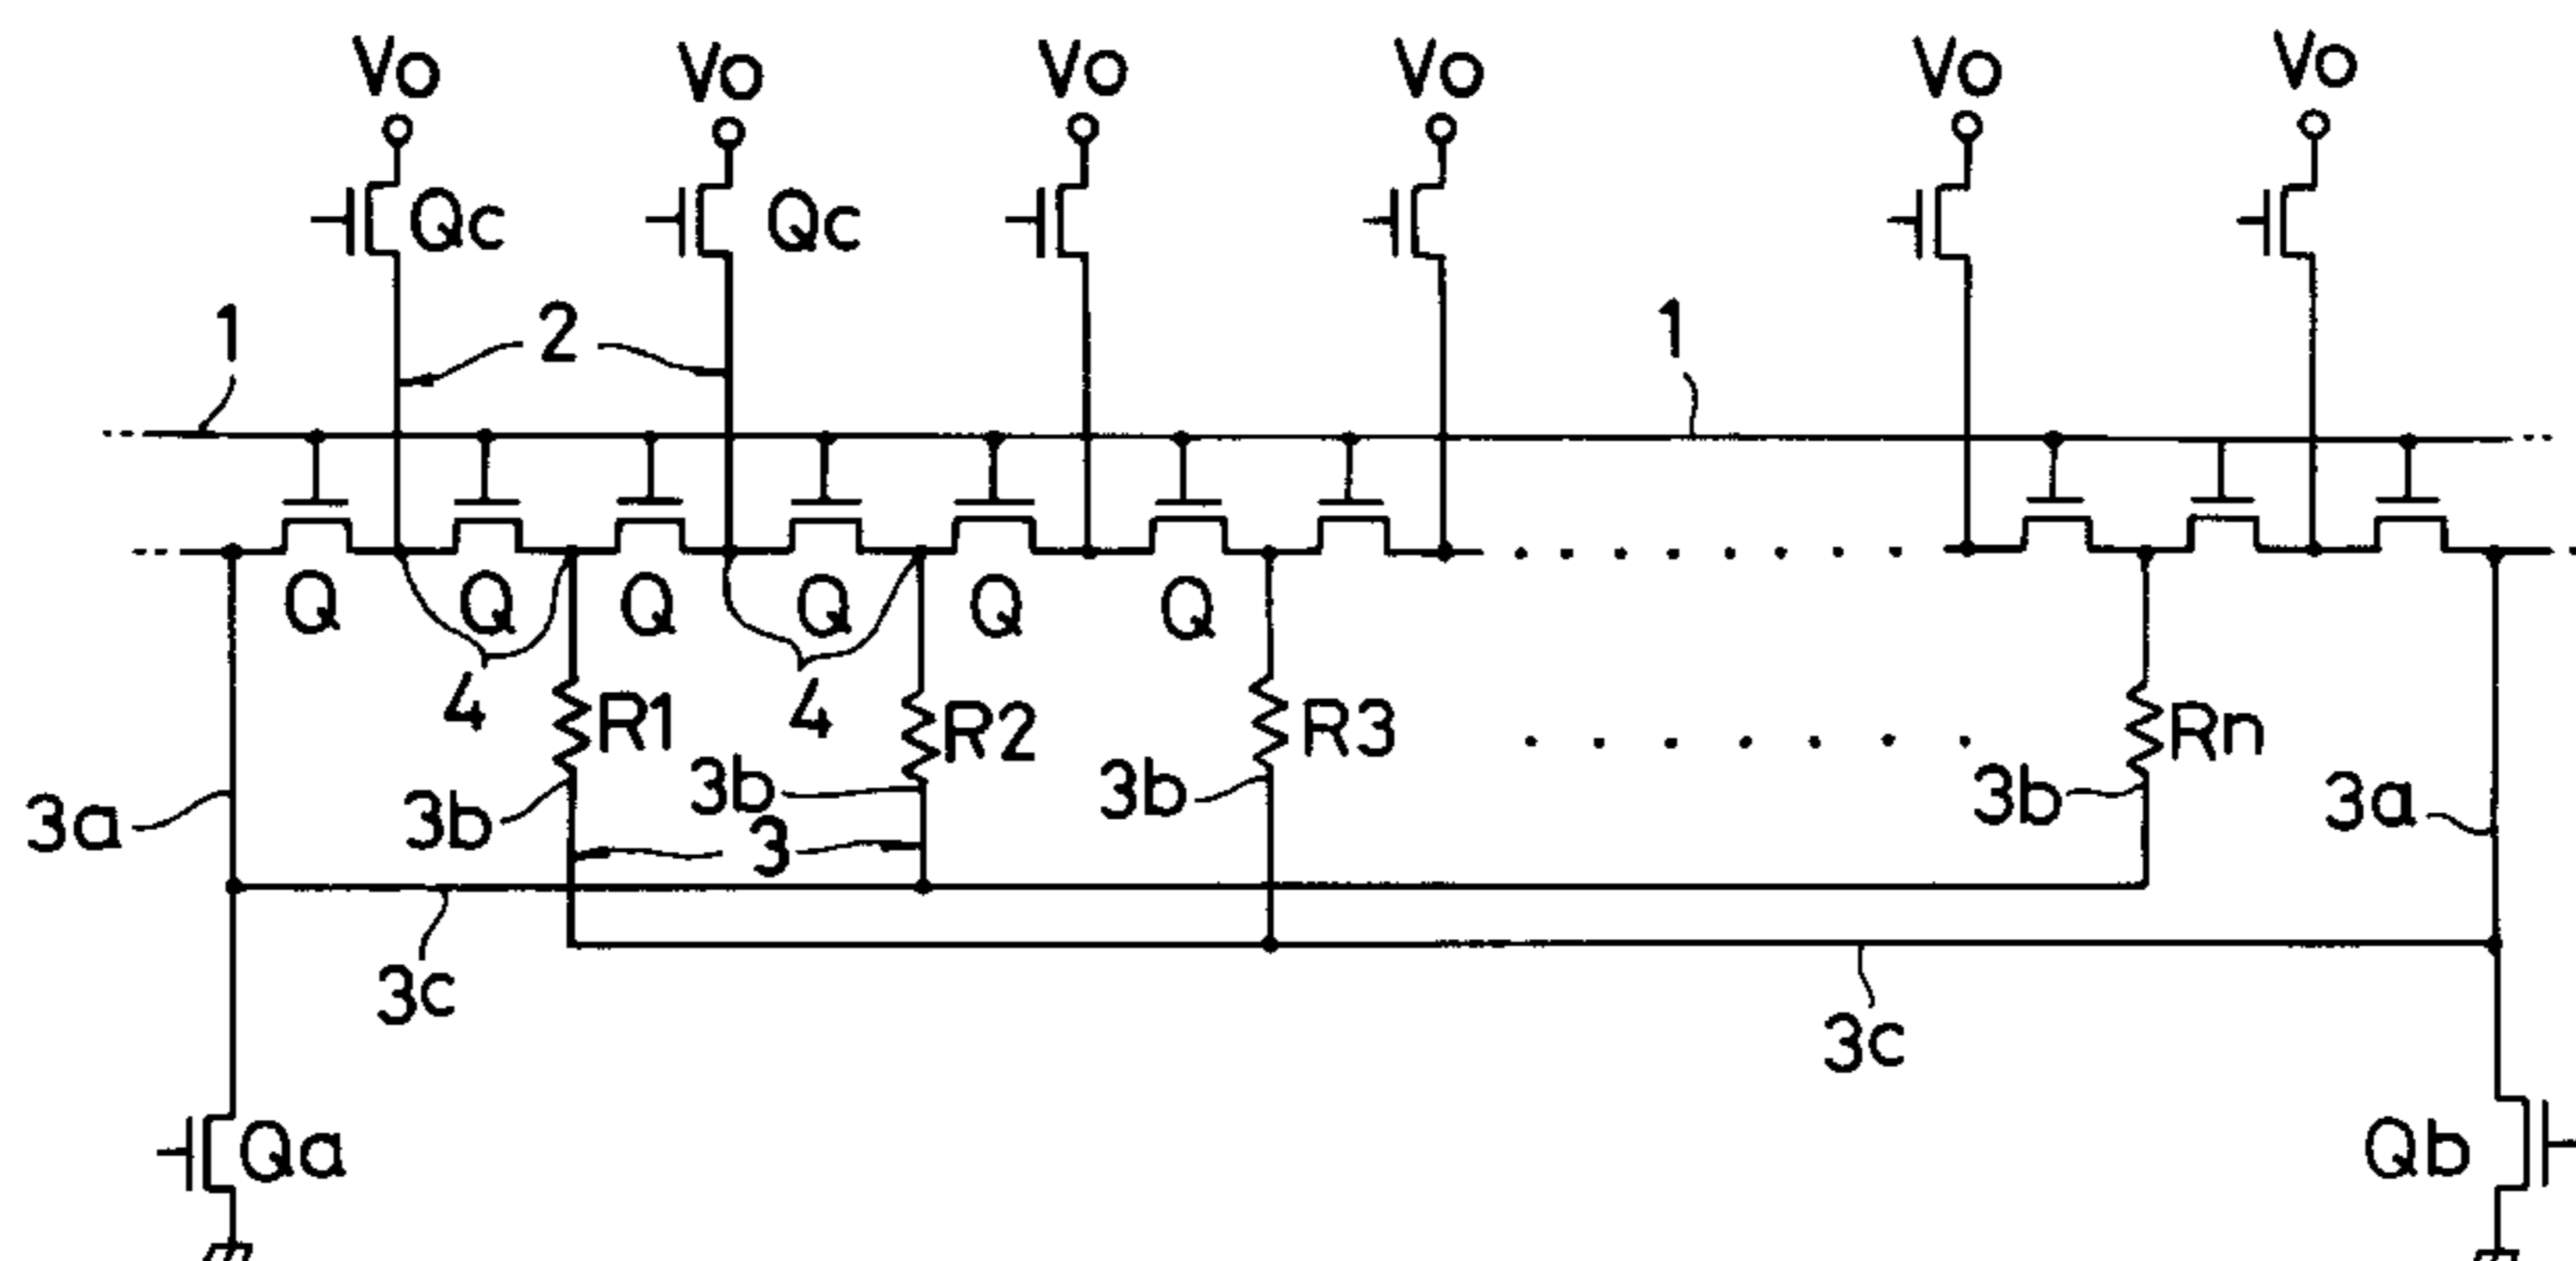 Vo Vo Vo Vo Vo Vo
Qc Qc
1 2 1
Q Q Q Q Q Q
4 4 R1 R2 R3 Rn
3a 3b 3b 3b 3b 3a
3
3c 3c
Qa Qb